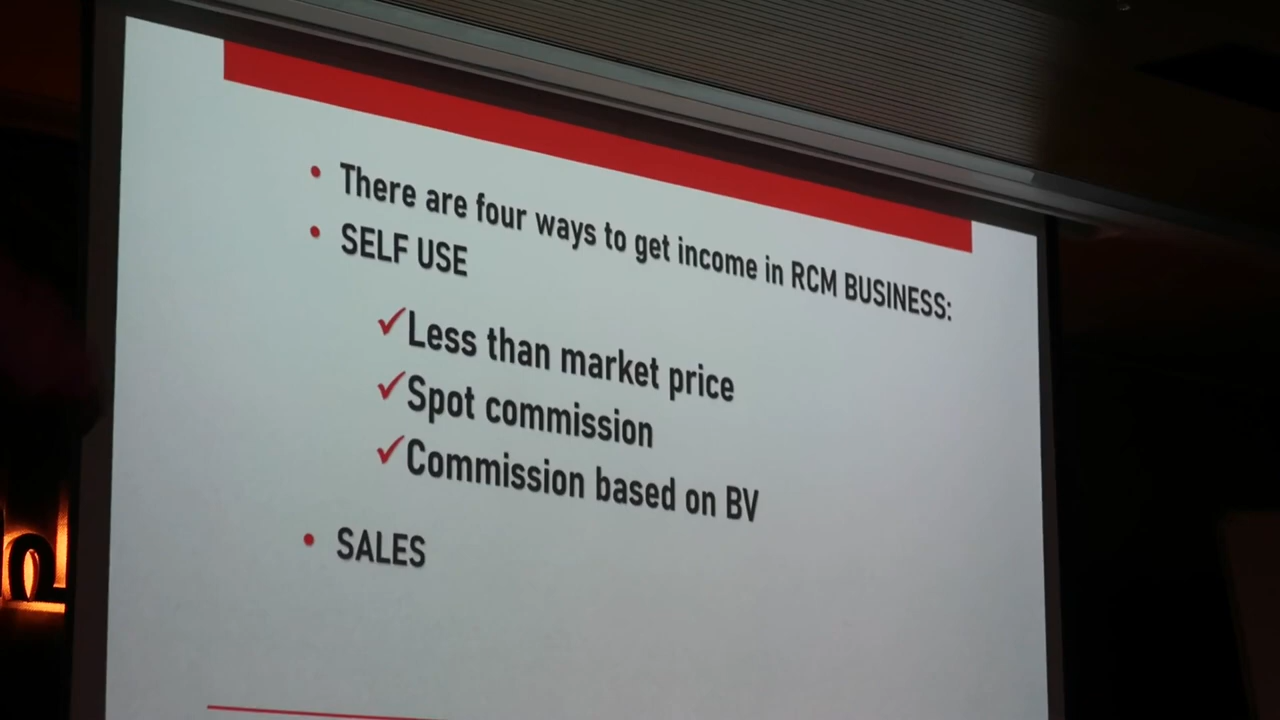 • There are four ways to get income in RCM BUSINESS:
• SELF USE
✓Less than market price
✓Spot commission
✓Commission based on BV
• SALES